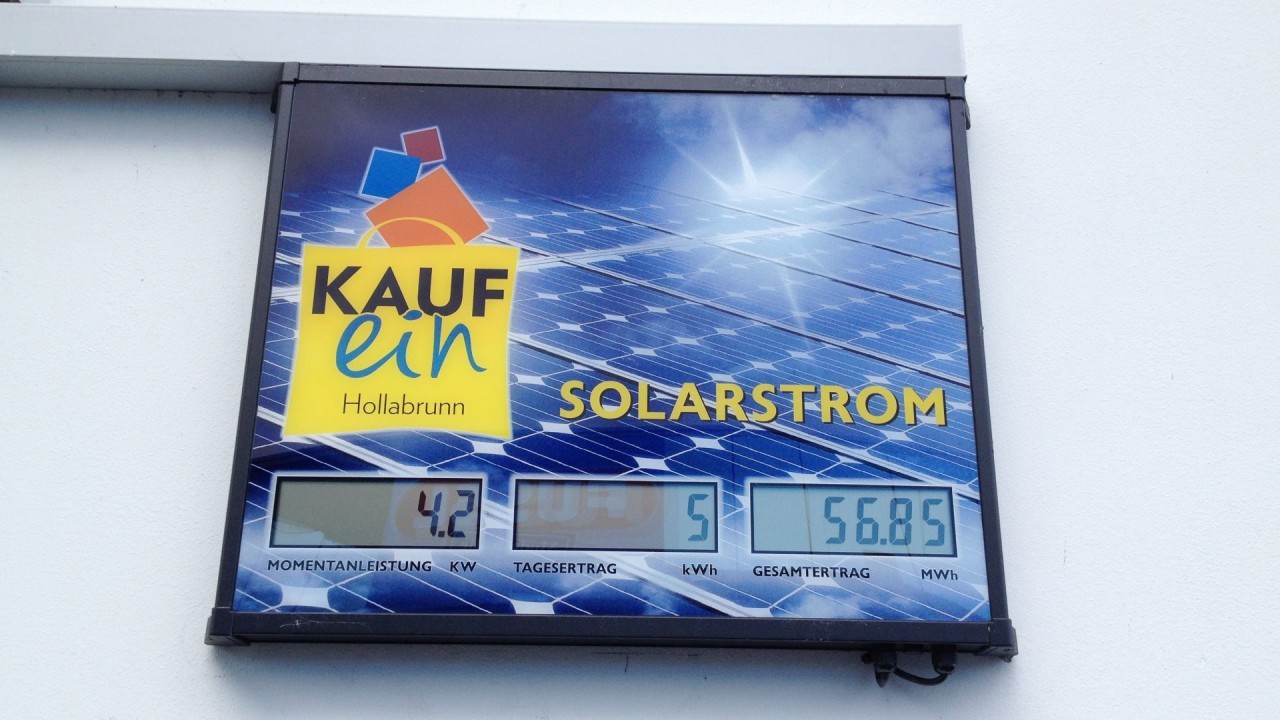 KAUF
ein
Hollabrunn
SOLARSTROM
4.2
5
56.85
MOMENTANLEISTUNG KW
TAGESERTRAG kWh
GESAMTERTRAG MWh